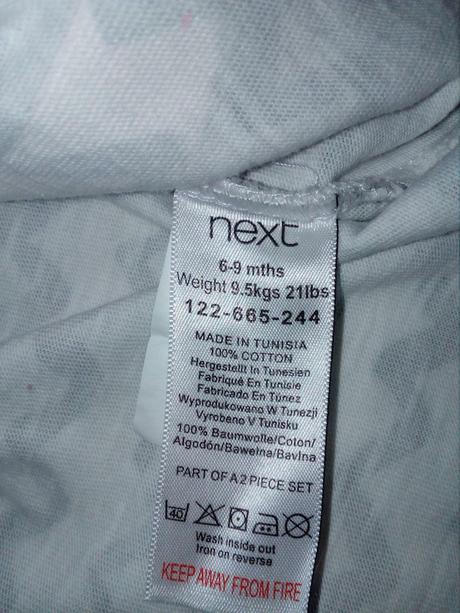 next
6-9 mths
Weight 9.5kgs 21lbs
122-665-244
MADE IN TUNISIA
100% COTTON
Hergestellt In Tunesien
Fabriqué En Tunisie
Fabricado En Túnez
Wyprodukowano W Tunezji
Vyrobeno V Tunisku
100% Baumwolle/Coton/
Algodón/Bawełna/Bavlna
PART OF A 2 PIECE SET
40
Wash inside out
Iron on reverse
KEEP AWAY FROM FIRE